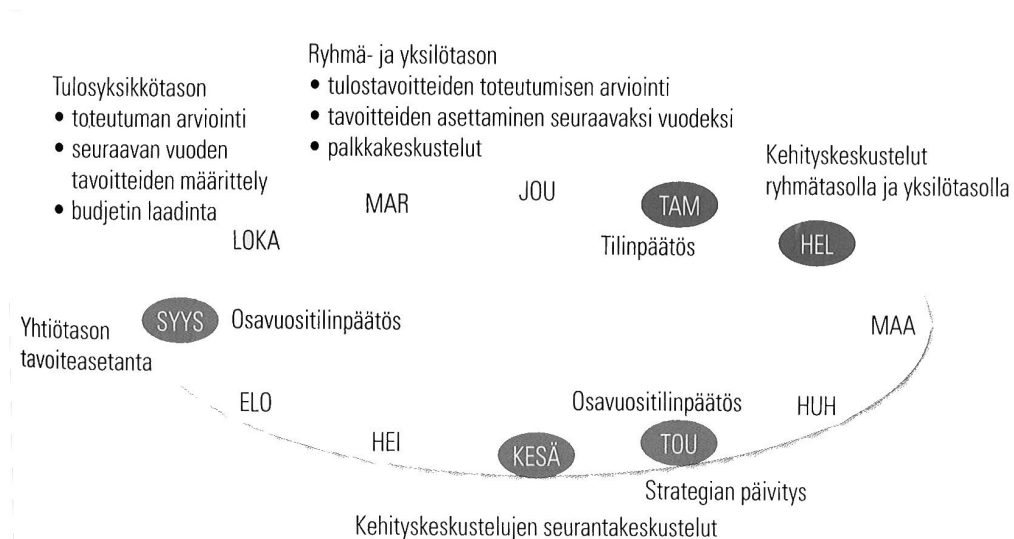 Ryhmä- ja yksilötason
• tulostavoitteiden toteutumisen arviointi
• tavoitteiden asettaminen seuraavaksi vuodeksi
• palkkakeskustelut
Tulosyksikkötason
• toteutuman arviointi
• seuraavan vuoden
tavoitteiden määrittely
• budjetin laadinta
Kehityskeskustelut
ryhmätasolla ja yksilötasolla
MAR
JOU
TAM
LOKA
Tilinpäätös
HEL
SYYS
Osavuositilinpäätös
Yhtiötason
tavoiteasetanta
MAA
ELO
Osavuositilinpäätös
HUH
HEI
KESÄ
TOU
Strategian päivitys
Kehityskeskustelujen seurantakeskustelut